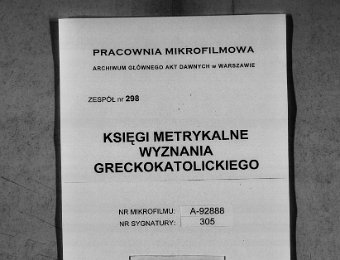 PRACOWNIA MIKROFILMOWA
ARCHIWUM GŁÓWNEGO AKT DAWNYCH w WARSZAWIE
ZESPÓŁ nr 298
KSIĘGI METRYKALNE
WYZNANIA
GRECKOKATOLICKIEGO
NR MIKROFILMU: A-92888
NR SYGNATURY: 305